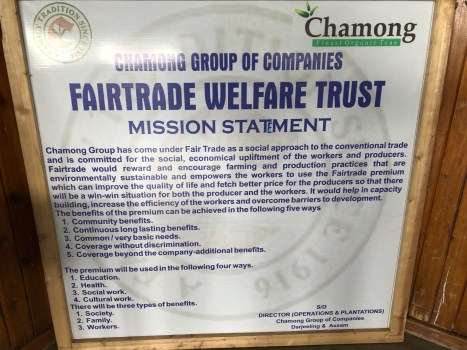 Chamong
Finest Organic Teas
CHAMONG GROUP OF COMPANIES
FAIRTRADE WELFARE TRUST
MISSION STATEMENT
Chamong Group has come under Fair Trade as a social approach to the conventional trade
and is committed for the social, economical upliftment of the workers and producers.
Fairtrade would reward and encourage farming and production practices that are
environmentally sustainable and empowers the workers to use the Fairtrade premium
which can improve the quality of life and fetch better price for the producers so that there
will be a win-win situation for both the producer and the workers. It would help in capacity
building, increase the efficiency of the workers and overcome barriers to development.
The benefits of the premium can be achieved in the following five ways
1. Community benefits.
2. Continuous long lasting benefits.
3. Common / very basic needs.
4. Coverage without discrimination.
5. Coverage beyond the company-additional benefits.
The premium will be used in the following four ways.
1. Education.
2. Health.
3. Social work.
4. Cultural work.
There will be three types of benefits.
1. Society.
2. Family.
3. Workers.
S/D
DIRECTOR (OPERATIONS & PLANTATIONS)
Chamong Group of Companies
Darjeeling & Assam